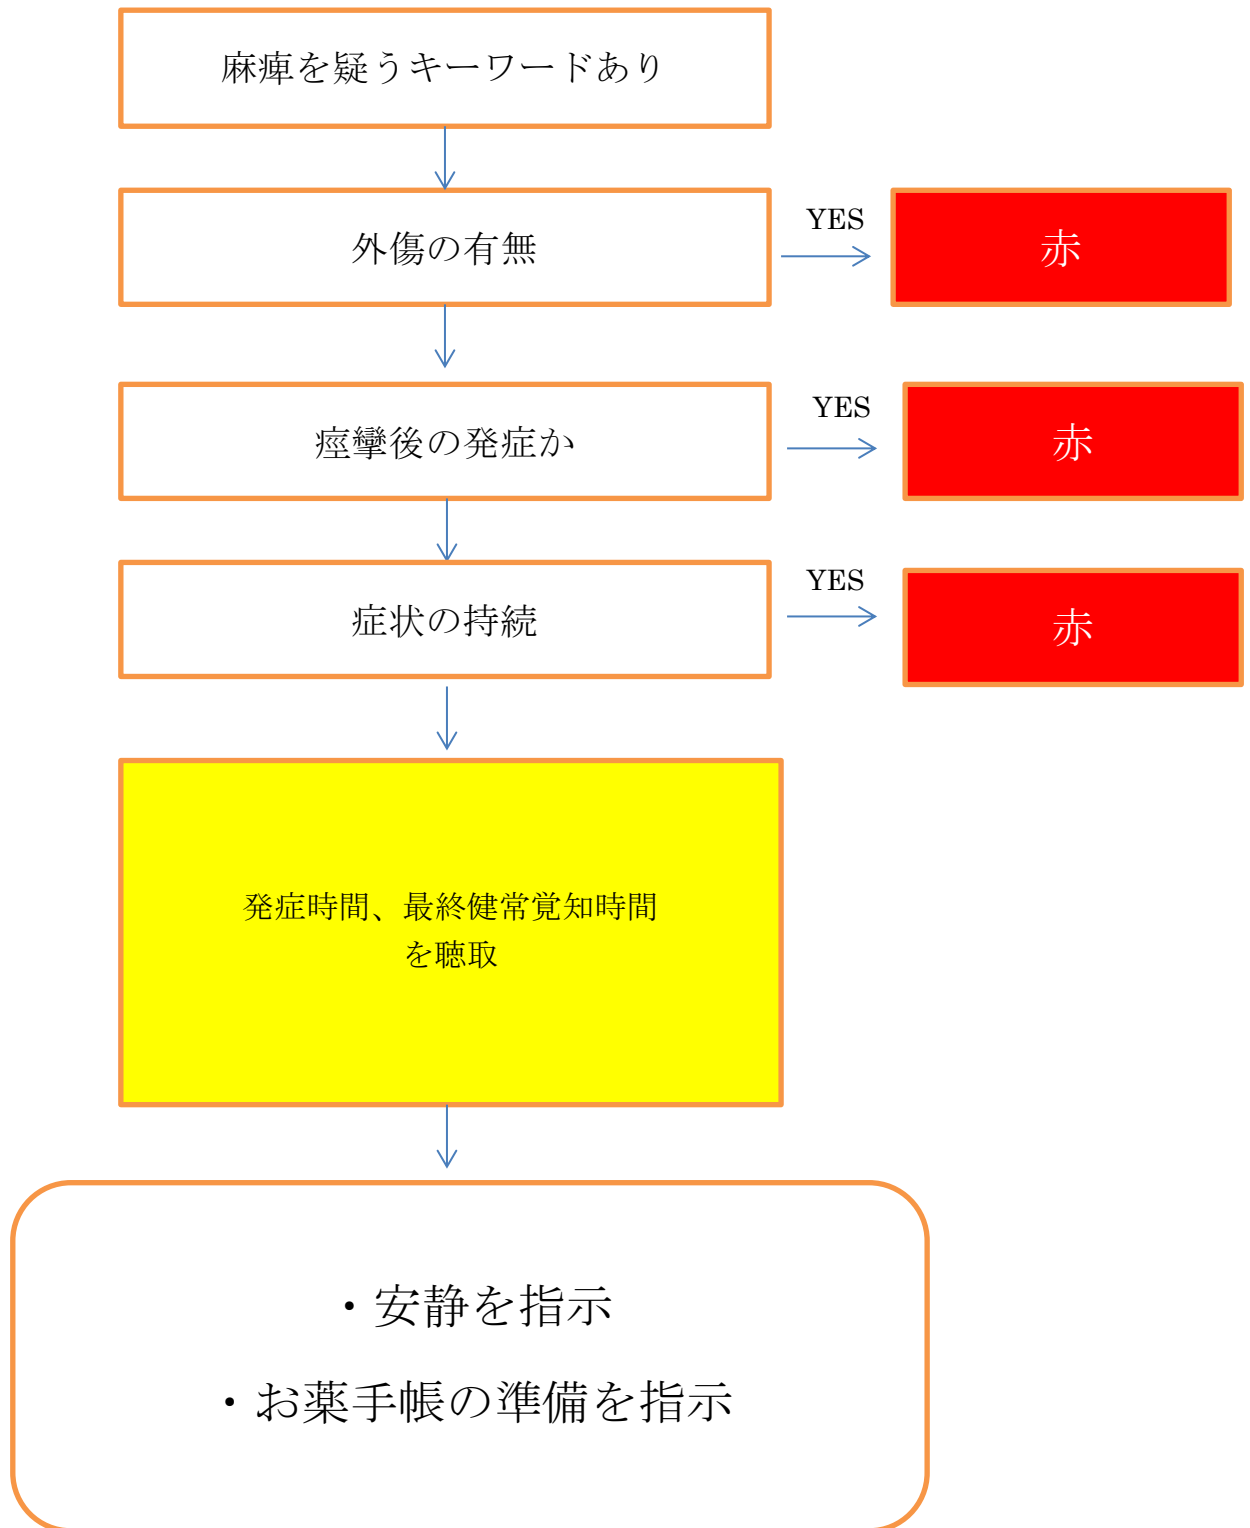 麻痺を疑うキーワードあり
外傷の有無
YES
赤
痙攣後の発症か
YES
赤
症状の持続
YES
赤
発症時間、最終健常覚知時間
を聴取
・安静を指示
・お薬手帳の準備を指示